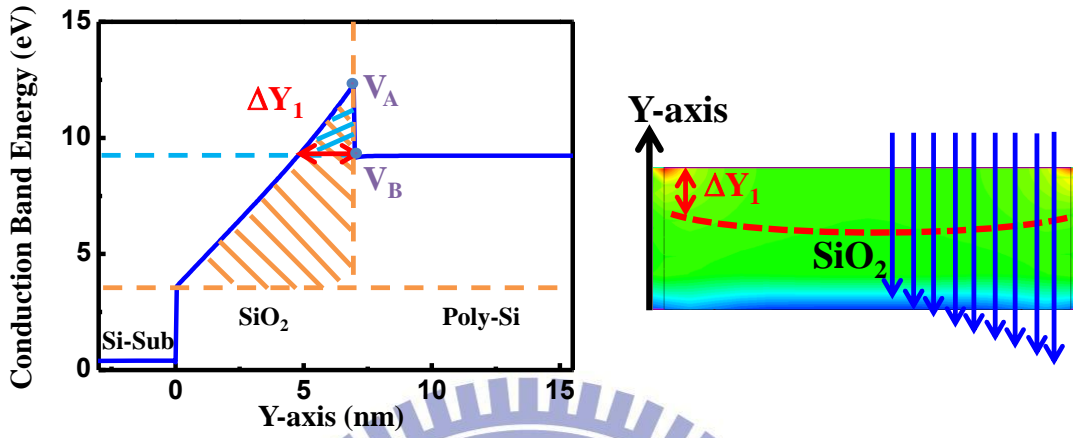 Conduction Band Energy (eV)
15
10
5
0
ΔY1
VA
VB
Si-Sub
SiO2
Poly-Si
0
5
10
15
Y-axis (nm)
Y-axis
ΔY1
SiO2